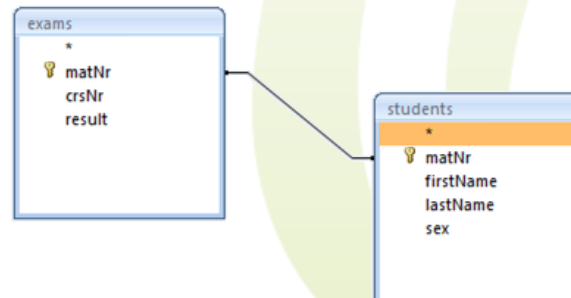 exams
*
matNr
crsNr
result
students
*
matNr
firstName
lastName
sex